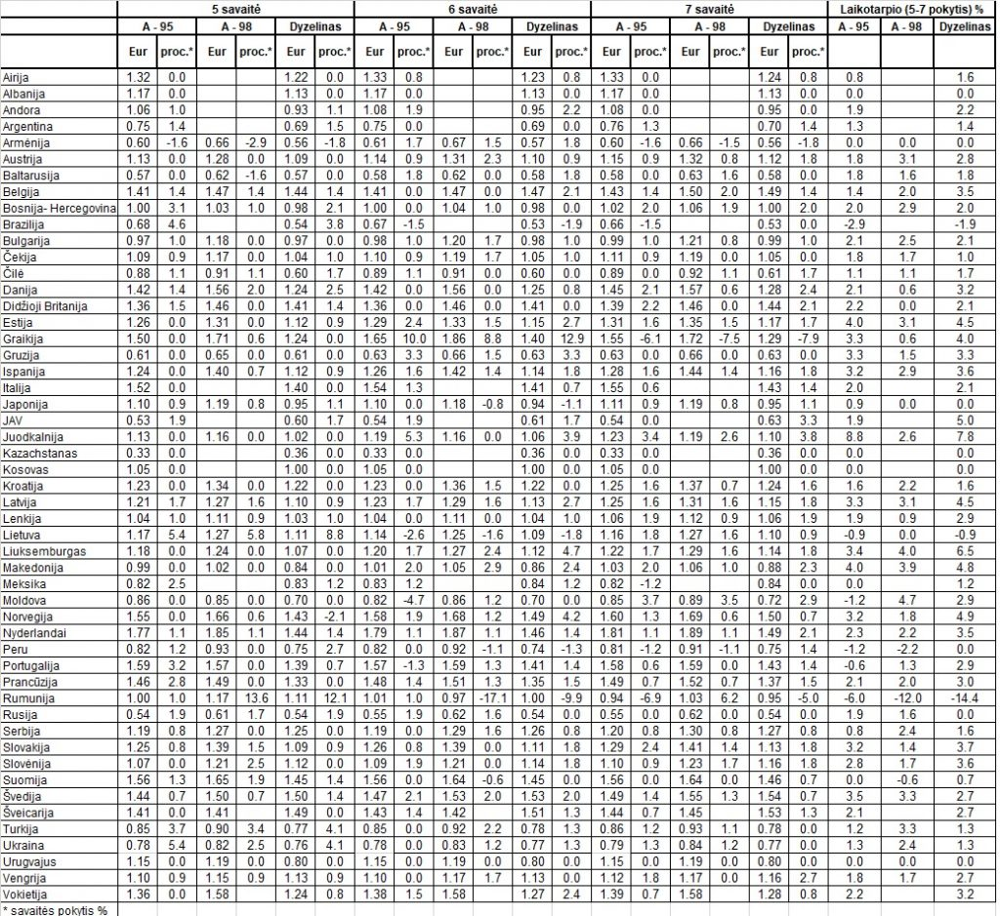 5 savaitė 6 savaitė 7 savaitė Laikotarpio (5-7 pokytis) %
A - 95 A - 98 Dyzelinas A - 95 A - 98 Dyzelinas A - 95 A - 98 Dyzelinas A - 95 A - 98 Dyzelinas
Eur proc.* Eur proc.* Eur proc.* Eur proc.* Eur proc.* Eur proc.* Eur proc.* Eur proc.* Eur proc.*
Airija 1.32 0.0 1.22 0.0 1.33 0.8 1.23 0.8 1.33 0.0 1.24 0.8 0.8 1.6
Albanija 1.17 0.0 1.13 0.0 1.17 0.0 1.13 0.0 1.17 0.0 1.13 0.0 0.0 0.0
Andora 1.06 1.0 0.93 1.1 1.08 1.9 0.95 2.2 1.08 0.0 0.95 0.0 1.9 2.2
Argentina 0.75 1.4 0.69 1.5 0.75 0.0 0.69 0.0 0.76 1.3 0.70 1.4 1.3 1.4
Armėnija 0.60 -1.6 0.66 -2.9 0.56 -1.8 0.61 1.7 0.67 1.5 0.57 1.8 0.60 -1.6 0.66 -1.5 0.56 -1.8 0.0 0.0 0.0
Austrija 1.13 0.0 1.28 0.0 1.09 0.0 1.14 0.9 1.31 2.3 1.10 0.9 1.15 0.9 1.32 0.8 1.12 1.8 1.8 3.1 2.8
Baltarusija 0.57 0.0 0.62 -1.6 0.57 0.0 0.58 1.8 0.62 0.0 0.58 1.8 0.58 0.0 0.63 1.6 0.58 0.0 1.8 1.6 1.8
Belgija 1.41 1.4 1.47 1.4 1.44 1.4 1.41 0.0 1.47 0.0 1.47 2.1 1.43 1.4 1.50 2.0 1.49 1.4 1.4 2.0 3.5
Bosnija- Hercegovina 1.00 3.1 1.03 1.0 0.98 2.1 1.00 0.0 1.04 1.0 0.98 0.0 1.02 2.0 1.06 1.9 1.00 2.0 2.0 2.9 2.0
Brazilija 0.68 4.6 0.54 3.8 0.67 -1.5 0.53 -1.9 0.66 -1.5 0.53 0.0 -2.9 -1.9
Bulgarija 0.97 1.0 1.18 0.0 0.97 0.0 0.98 1.0 1.20 1.7 0.98 1.0 0.99 1.0 1.21 0.8 0.99 1.0 2.1 2.5 2.1
Čekija 1.09 0.9 1.17 0.0 1.04 1.0 1.10 0.9 1.19 1.7 1.05 1.0 1.11 0.9 1.19 0.0 1.05 0.0 1.8 1.7 1.0
Čilė 0.88 1.1 0.91 1.1 0.60 1.7 0.89 1.1 0.91 0.0 0.60 0.0 0.89 0.0 0.92 1.1 0.61 1.7 1.1 1.1 1.7
Danija 1.42 1.4 1.56 2.0 1.24 2.5 1.42 0.0 1.56 0.0 1.25 0.8 1.45 2.1 1.57 0.6 1.28 2.4 2.1 0.6 3.2
Didžioji Britanija 1.36 1.5 1.46 0.0 1.41 1.4 1.36 0.0 1.46 0.0 1.41 0.0 1.39 2.2 1.46 0.0 1.44 2.1 2.2 0.0 2.1
Estija 1.26 0.0 1.31 0.0 1.12 0.9 1.29 2.4 1.33 1.5 1.15 2.7 1.31 1.6 1.35 1.5 1.17 1.7 4.0 3.1 4.5
Graikija 1.50 0.0 1.71 0.6 1.24 0.0 1.65 10.0 1.86 8.8 1.40 12.9 1.55 -6.1 1.72 -7.5 1.29 -7.9 3.3 0.6 4.0
Gruzija 0.61 0.0 0.65 0.0 0.61 0.0 0.63 3.3 0.66 1.5 0.63 3.3 0.63 0.0 0.66 0.0 0.63 0.0 3.3 1.5 3.3
Ispanija 1.24 0.0 1.40 0.7 1.12 0.9 1.26 1.6 1.42 1.4 1.14 1.8 1.28 1.6 1.44 1.4 1.16 1.8 3.2 2.9 3.6
Italija 1.52 0.0 1.40 0.0 1.54 1.3 1.41 0.7 1.55 0.6 1.43 1.4 2.0 2.1
Japonija 1.10 0.9 1.19 0.8 0.95 1.1 1.10 0.0 1.18 -0.8 0.94 -1.1 1.11 0.9 1.19 0.8 0.95 1.1 0.9 0.0 0.0
JAV 0.53 1.9 0.60 1.7 0.54 1.9 0.61 1.7 0.54 0.0 0.63 3.3 1.9 5.0
Juodkalnija 1.13 0.0 1.16 0.0 1.02 0.0 1.19 5.3 1.16 0.0 1.06 3.9 1.23 3.4 1.19 2.6 1.10 3.8 8.8 2.6 7.8
Kazachstanas 0.33 0.0 0.36 0.0 0.33 0.0 0.36 0.0 0.33 0.0 0.36 0.0 0.0 0.0
Kosovas 1.05 0.0 1.00 0.0 1.05 0.0 1.00 0.0 1.05 0.0 1.00 0.0 0.0 0.0
Kroatija 1.23 0.0 1.34 0.0 1.22 0.0 1.23 0.0 1.36 1.5 1.22 0.0 1.25 1.6 1.37 0.7 1.24 1.6 1.6 2.2 1.6
Latvija 1.21 1.7 1.27 1.6 1.10 0.9 1.23 1.7 1.29 1.6 1.13 2.7 1.25 1.6 1.31 1.6 1.15 1.8 3.3 3.1 4.5
Lenkija 1.04 1.0 1.11 0.9 1.03 1.0 1.04 0.0 1.11 0.0 1.04 1.0 1.06 1.9 1.12 0.9 1.06 1.9 1.9 0.9 2.9
Lietuva 1.17 5.4 1.27 5.8 1.11 8.8 1.14 -2.6 1.25 -1.6 1.09 -1.8 1.16 1.8 1.27 1.6 1.10 0.9 -0.9 0.0 -0.9
Liuksemburgas 1.18 0.0 1.24 0.0 1.07 0.0 1.20 1.7 1.27 2.4 1.12 4.7 1.22 1.7 1.29 1.6 1.14 1.8 3.4 4.0 6.5
Makedonija 0.99 0.0 1.02 0.0 0.84 0.0 1.01 2.0 1.05 2.9 0.86 2.4 1.03 2.0 1.06 1.0 0.88 2.3 4.0 3.9 4.8
Meksika 0.82 2.5 0.83 1.2 0.83 1.2 0.84 1.2 0.82 -1.2 0.84 0.0 0.0 1.2
Moldova 0.86 0.0 0.85 0.0 0.70 0.0 0.82 -4.7 0.86 1.2 0.70 0.0 0.85 3.7 0.89 3.5 0.72 2.9 -1.2 4.7 2.9
Norvegija 1.55 0.0 1.66 0.6 1.43 -2.1 1.58 1.9 1.68 1.2 1.49 4.2 1.60 1.3 1.69 0.6 1.50 0.7 3.2 1.8 4.9
Nyderlandai 1.77 1.1 1.85 1.1 1.44 1.4 1.79 1.1 1.87 1.1 1.46 1.4 1.81 1.1 1.89 1.1 1.49 2.1 2.3 2.2 3.5
Peru 0.82 1.2 0.93 0.0 0.75 2.7 0.82 0.0 0.92 -1.1 0.74 -1.3 0.81 -1.2 0.91 -1.1 0.75 1.4 -1.2 -2.2 0.0
Portugalija 1.59 3.2 1.57 0.0 1.39 0.7 1.57 -1.3 1.59 1.3 1.41 1.4 1.58 0.6 1.59 0.0 1.43 1.4 -0.6 1.3 2.9
Prancūzija 1.46 2.8 1.49 0.0 1.33 0.0 1.48 1.4 1.51 1.3 1.35 1.5 1.49 0.7 1.52 0.7 1.37 1.5 2.1 2.0 3.0
Rumunija 1.00 1.0 1.17 13.6 1.11 12.1 1.01 1.0 0.97 -17.1 1.00 -9.9 0.94 -6.9 1.03 6.2 0.95 -5.0 -6.0 -12.0 -14.4
Rusija 0.54 1.9 0.61 1.7 0.54 1.9 0.55 1.9 0.62 1.6 0.54 0.0 0.55 0.0 0.62 0.0 0.54 0.0 1.9 1.6 0.0
Serbija 1.19 0.8 1.27 0.0 1.25 0.0 1.19 0.0 1.29 1.6 1.26 0.8 1.20 0.8 1.30 0.8 1.27 0.8 0.8 2.4 1.6
Slovakija 1.25 0.8 1.39 1.5 1.09 0.9 1.26 0.8 1.39 0.0 1.11 1.8 1.29 2.4 1.41 1.4 1.13 1.8 3.2 1.4 3.7
Slovėnija 1.07 0.0 1.21 2.5 1.12 0.0 1.09 1.9 1.21 0.0 1.14 1.8 1.10 0.9 1.23 1.7 1.16 1.8 2.8 1.7 3.6
Suomija 1.56 1.3 1.65 1.9 1.45 1.4 1.56 0.0 1.64 -0.6 1.45 0.0 1.56 0.0 1.64 0.0 1.46 0.7 0.0 -0.6 0.7
Švedija 1.44 0.7 1.50 0.7 1.50 1.4 1.47 2.1 1.53 2.0 1.53 2.0 1.49 1.4 1.55 1.3 1.54 0.7 3.5 3.3 2.7
Šveicarija 1.41 0.0 1.41 1.49 0.0 1.43 1.4 1.42 1.51 1.3 1.44 0.7 1.45 1.53 1.3 2.1 2.7
Turkija 0.85 3.7 0.90 3.4 0.77 4.1 0.85 0.0 0.92 2.2 0.78 1.3 0.86 1.2 0.93 1.1 0.78 0.0 1.2 3.3 1.3
Ukraina 0.78 5.4 0.82 2.5 0.76 4.1 0.78 0.0 0.83 1.2 0.77 1.3 0.79 1.3 0.84 1.2 0.77 0.0 1.3 2.4 1.3
Urugvajus 1.15 0.0 1.19 0.0 0.80 0.0 1.15 0.0 1.19 0.0 0.80 0.0 1.15 0.0 1.19 0.0 0.80 0.0 0.0 0.0 0.0
Vengrija 1.10 0.9 1.15 0.9 1.13 0.9 1.10 0.0 1.17 1.7 1.13 0.0 1.12 1.8 1.17 0.0 1.16 2.7 1.8 1.7 2.7
Vokietija 1.36 0.0 1.58 1.24 0.8 1.38 1.5 1.58 1.27 2.4 1.39 0.7 1.58 1.28 0.8 2.2 3.2
* savaitės pokytis %